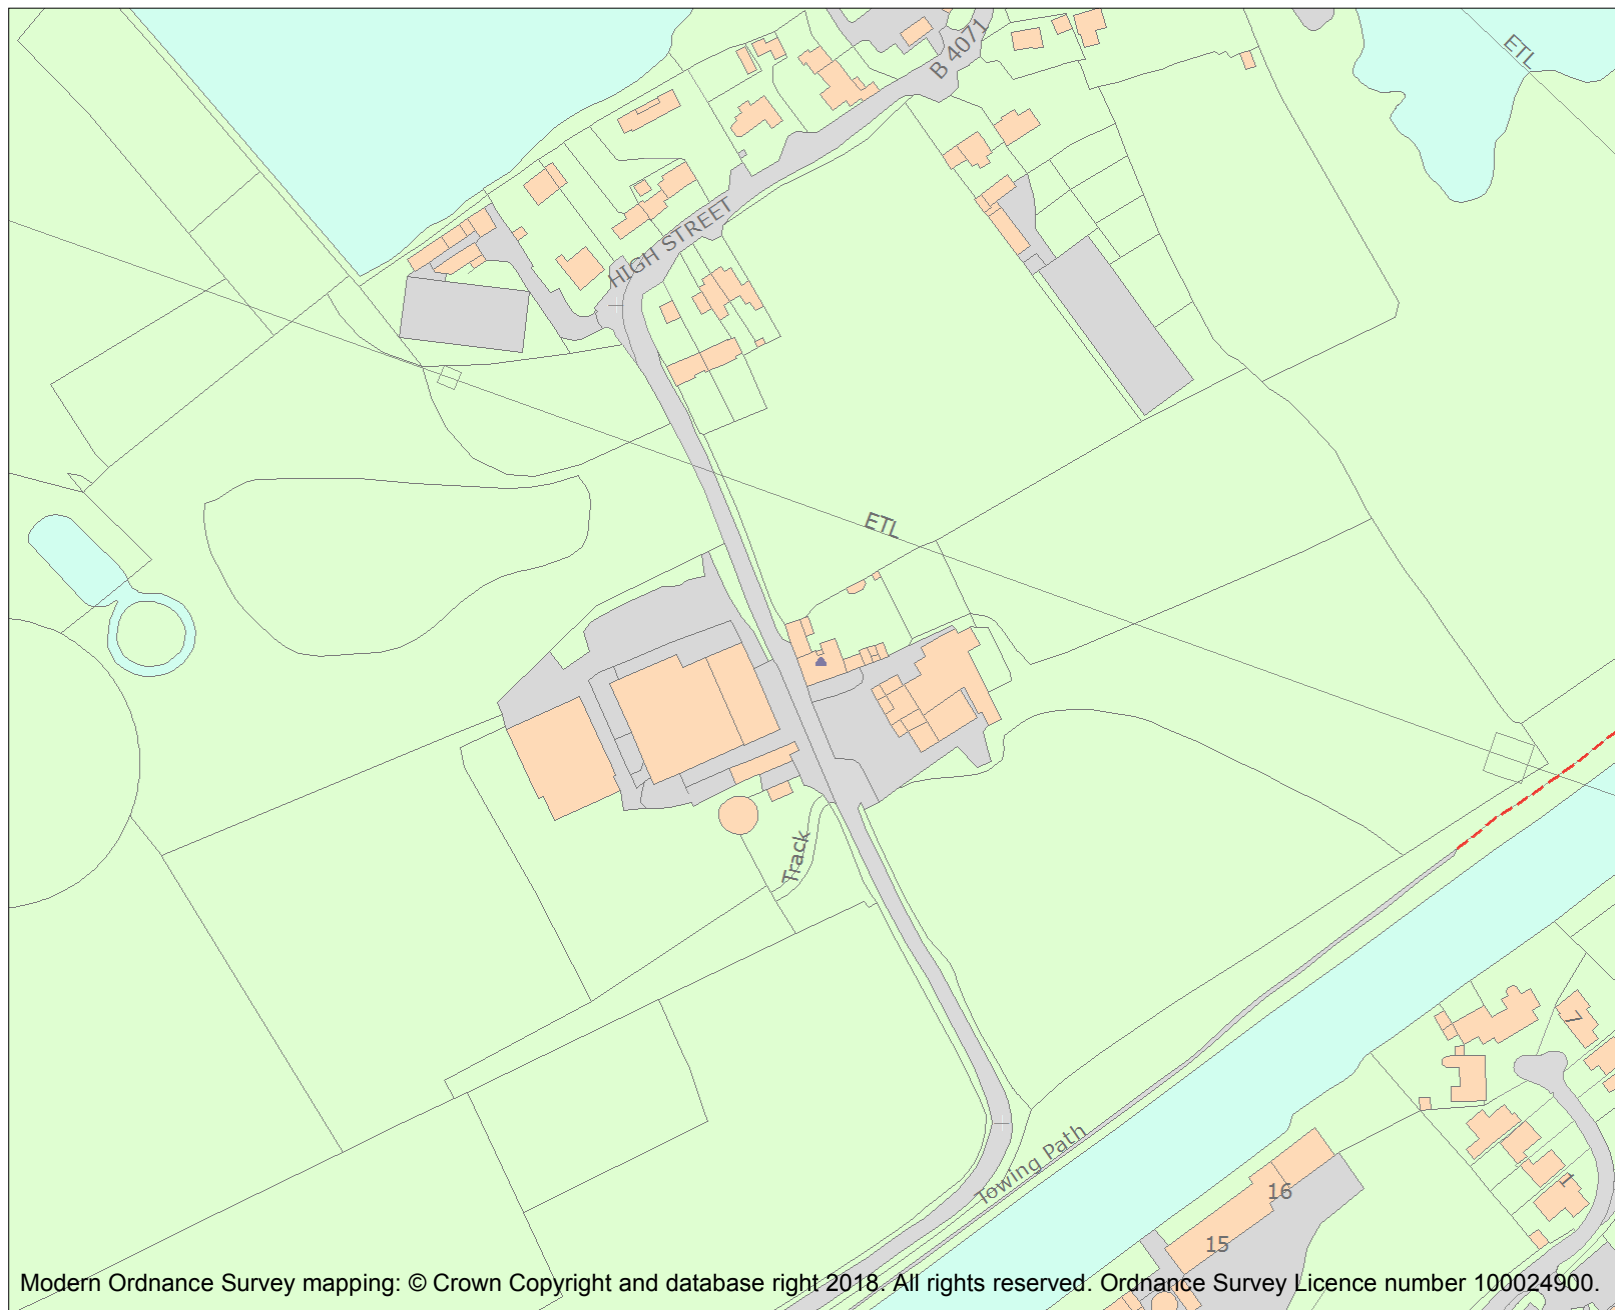 B 4071
ETL
HIGH STREET
ETL
Track
7
1
Towing Path
16
15
Modern Ordnance Survey mapping: © Crown Copyright and database right 2018. All rights reserved. Ordnance Survey Licence number 100024900.